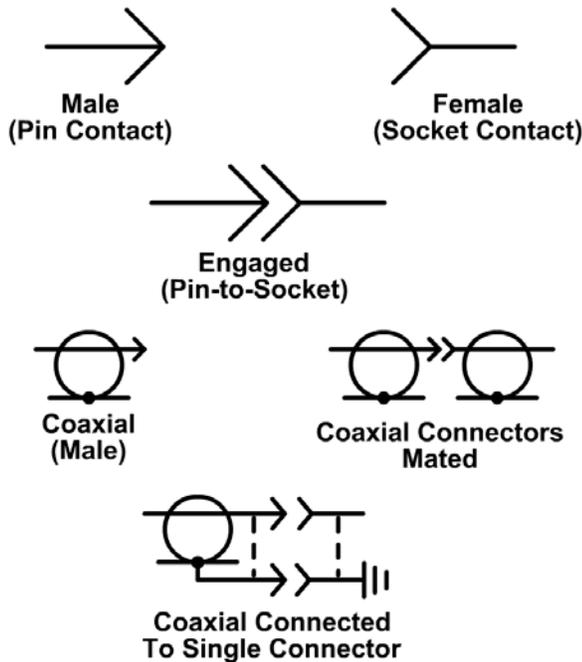 Male
(Pin Contact)
Female
(Socket Contact)
Engaged
(Pin-to-Socket)
Coaxial
(Male)
Coaxial Connectors
Mated
Coaxial Connected
To Single Connector